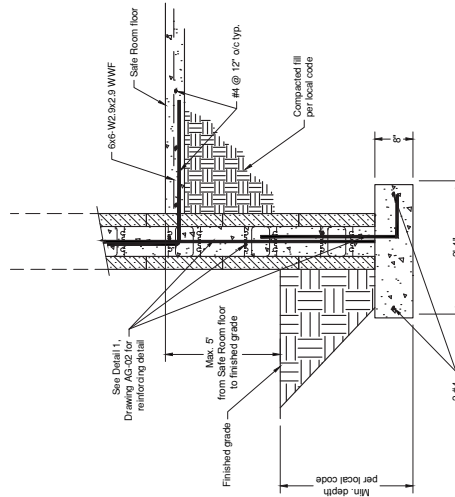 6x6-W2.9x2.9 WWF
Safe Room floor
#4 @ 12" o/c typ.
Compacted fill
per local code
8"
See Detail 1,
Drawing AG-02 for
reinforcing detail
Max. 5'
from Safe Room floor
to finished grade
Finished grade
Min. depth
per local code